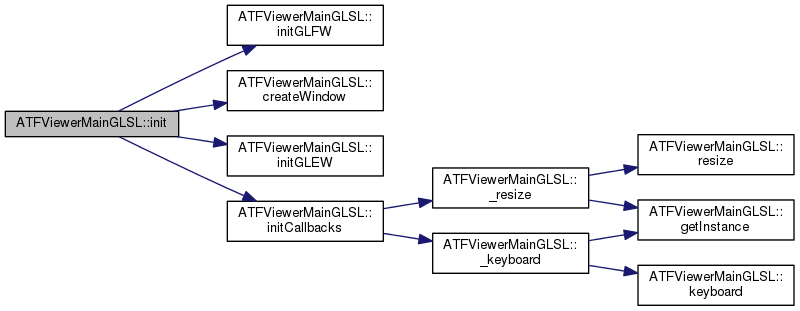 ATFViewerMainGLSL::init
ATFViewerMainGLSL::
initGLFW
ATFViewerMainGLSL::
createWindow
ATFViewerMainGLSL::
initGLEW
ATFViewerMainGLSL::
initCallbacks
ATFViewerMainGLSL::
_resize
ATFViewerMainGLSL::
_keyboard
ATFViewerMainGLSL::
resize
ATFViewerMainGLSL::
getInstance
ATFViewerMainGLSL::
keyboard